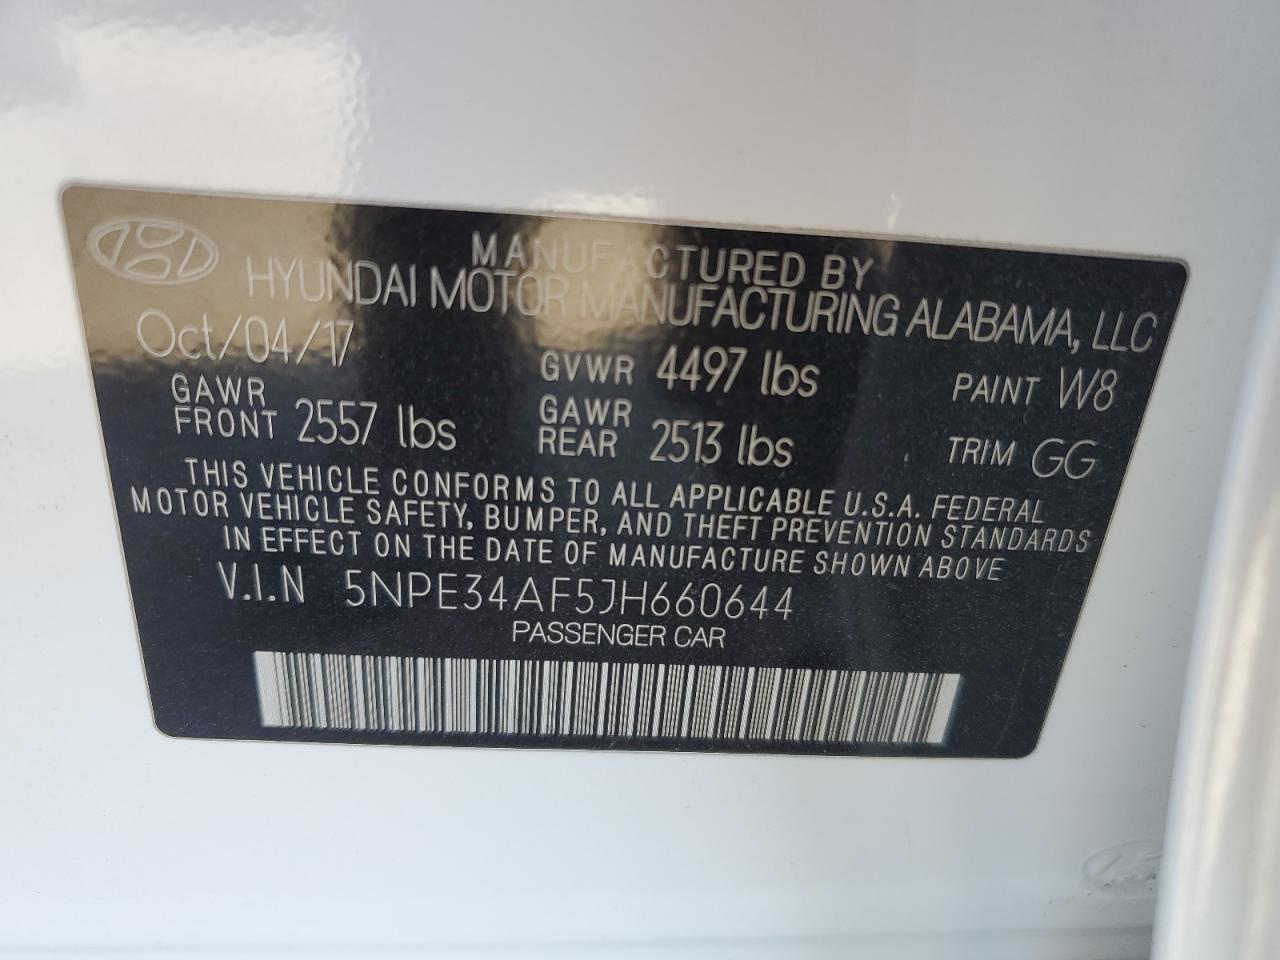 MANUFACTURED BY
HYUNDAI MOTOR MANUFACTURING ALABAMA, LLC
Oct/04/17 GVWR 4497 lbs PAINT W8
GAWR FRONT 2557 lbs GAWR REAR 2513 lbs TRIM GG
THIS VEHICLE CONFORMS TO ALL APPLICABLE U.S.A. FEDERAL
MOTOR VEHICLE SAFETY, BUMPER, AND THEFT PREVENTION STANDARDS
IN EFFECT ON THE DATE OF MANUFACTURE SHOWN ABOVE
V.I.N 5NPE34AF5JH660644
PASSENGER CAR